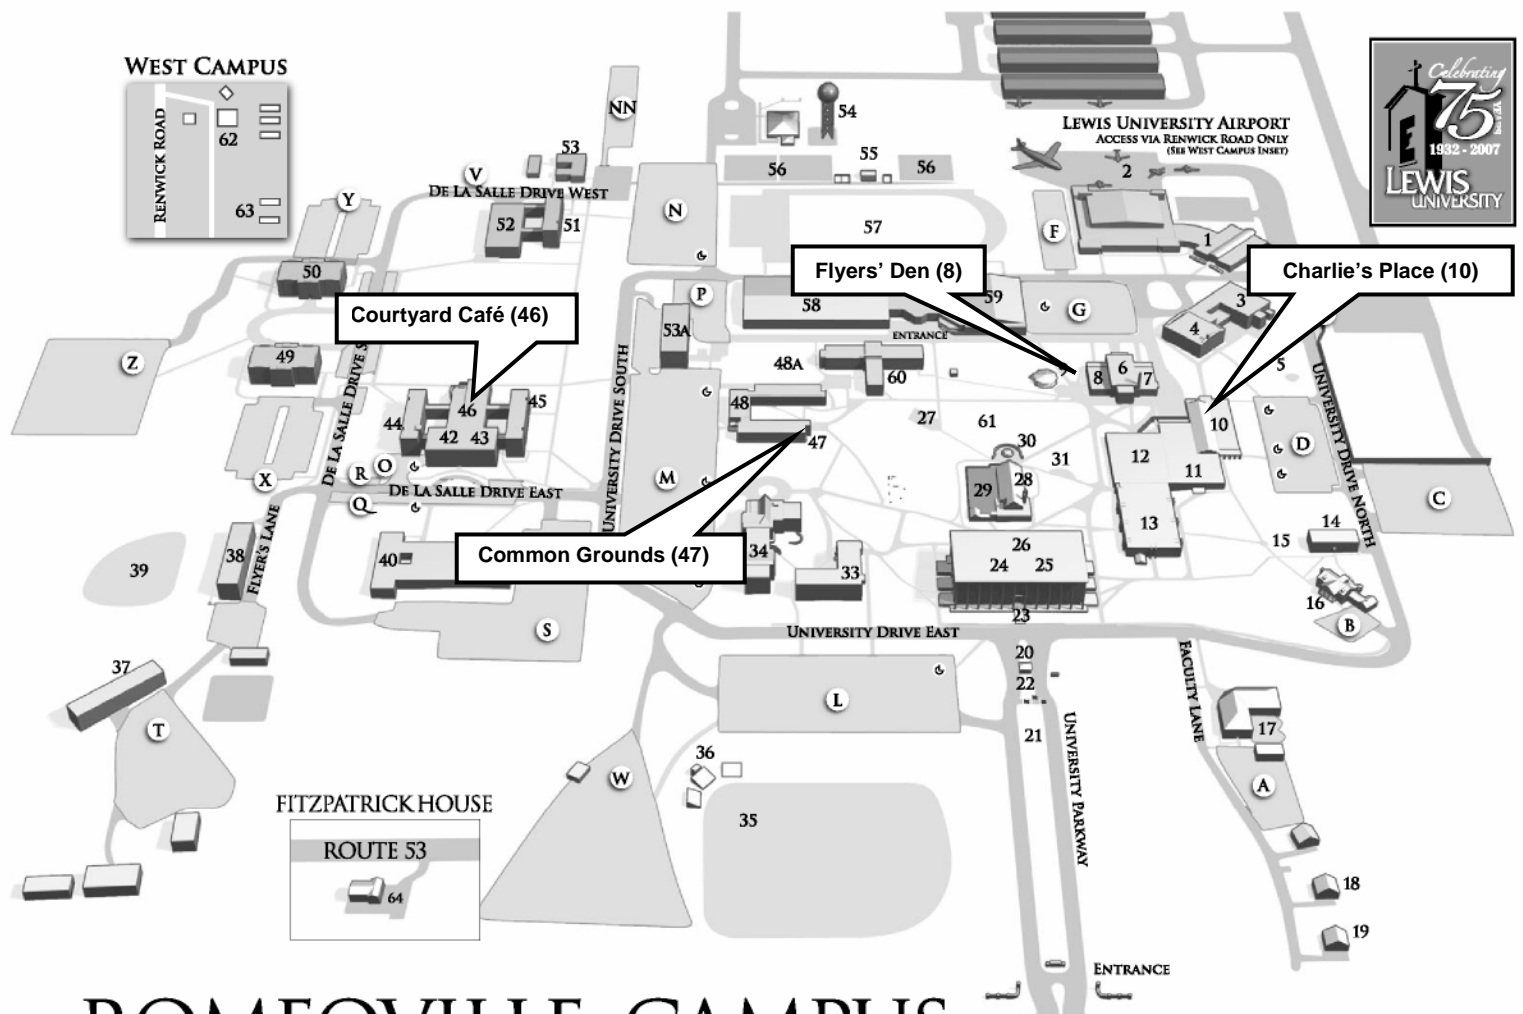 WEST CAMPUS
RENWICK ROAD
62
63
NN
54
53
V
DE LA SALLE DRIVE WEST
56
55
56
LEWIS UNIVERSITY AIRPORT
ACCESS VIA RENWICK ROAD ONLY
(SEE WEST CAMPUS INSET)
2
Celebrating
75
YEARS
1932 - 2007
LEWIS
UNIVERSITY
Y
52
51
N
57
F
1
50
Flyers' Den (8)
Charlie's Place (10)
P
58
59
G
3
4
Courtyard Café (46)
53A
ENTRANCE
Z
49
48A
60
8
6
7
5
DE LA SALLE DRIVE S
UNIVERSITY DRIVE SOUTH
UNIVERSITY DRIVE NORTH
44
46
45
42
43
48
47
27
61
10
D
30
31
12
11
X
R
O
Q
DE LA SALLE DRIVE EAST
M
29
28
C
13
14
15
FLYER'S LANE
38
39
40
Common Grounds (47)
34
33
26
24
25
23
16
B
S
UNIVERSITY DRIVE EAST
20
22
37
T
L
21
UNIVERSITY PARKWAY
FACULTY LANE
17
A
36
W
35
FITZPATRICK HOUSE
ROUTE 53
64
18
19
ENTRANCE
ROMEOVILLE CAMPUS